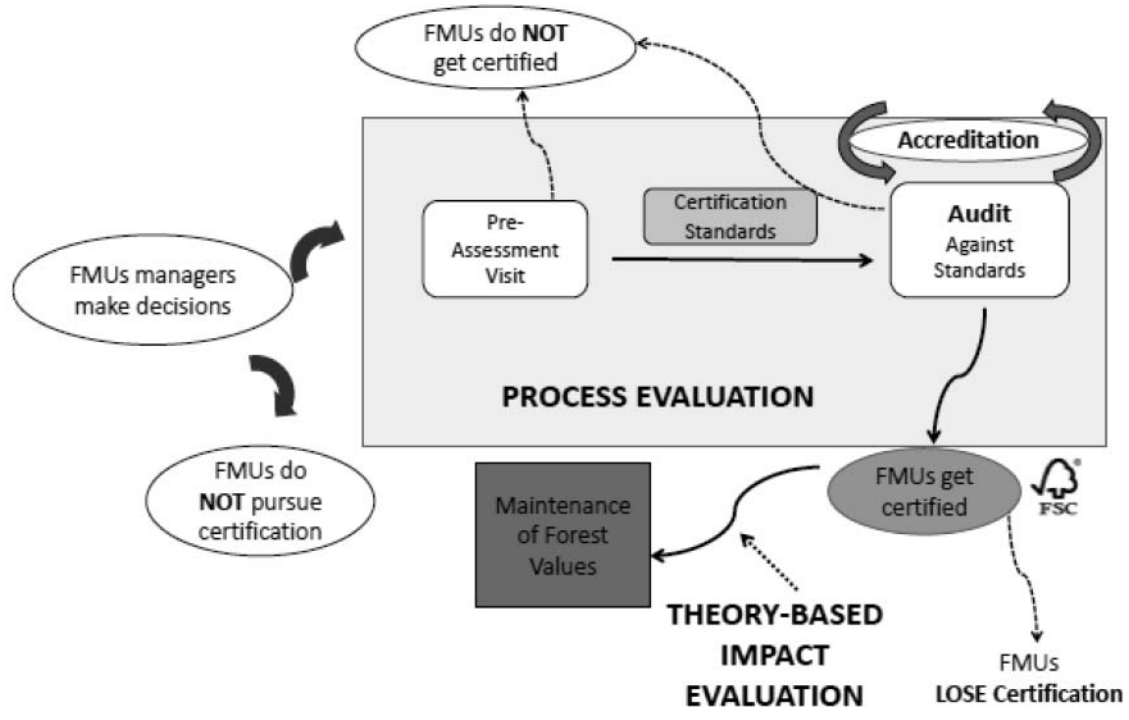 FMUs do NOT
get certified
Accreditation
Pre-
Assessment
Visit
Certification
Standards
Audit
Against
Standards
FMUs managers
make decisions
PROCESS EVALUATION
FMUs do
NOT pursue
certification
Maintenance
of Forest
Values
FMUs get
certified
FSC
THEORY-BASED
IMPACT
EVALUATION
FMUs
LOSE Certification